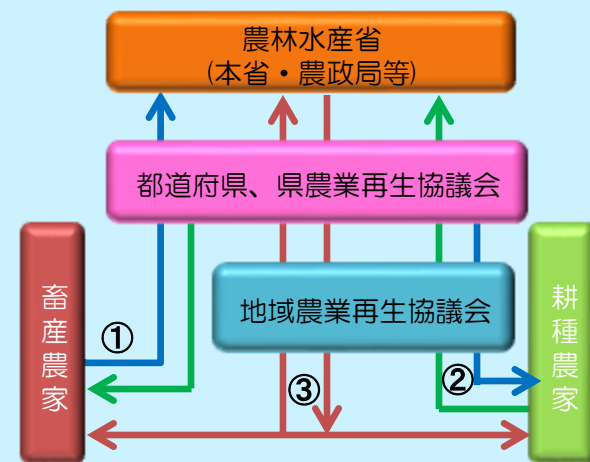 農林水産省
(本省・農政局等)
都道府県、県農業再生協議会
地域農業再生協議会
畜産農家
耕種農家
①
②
③